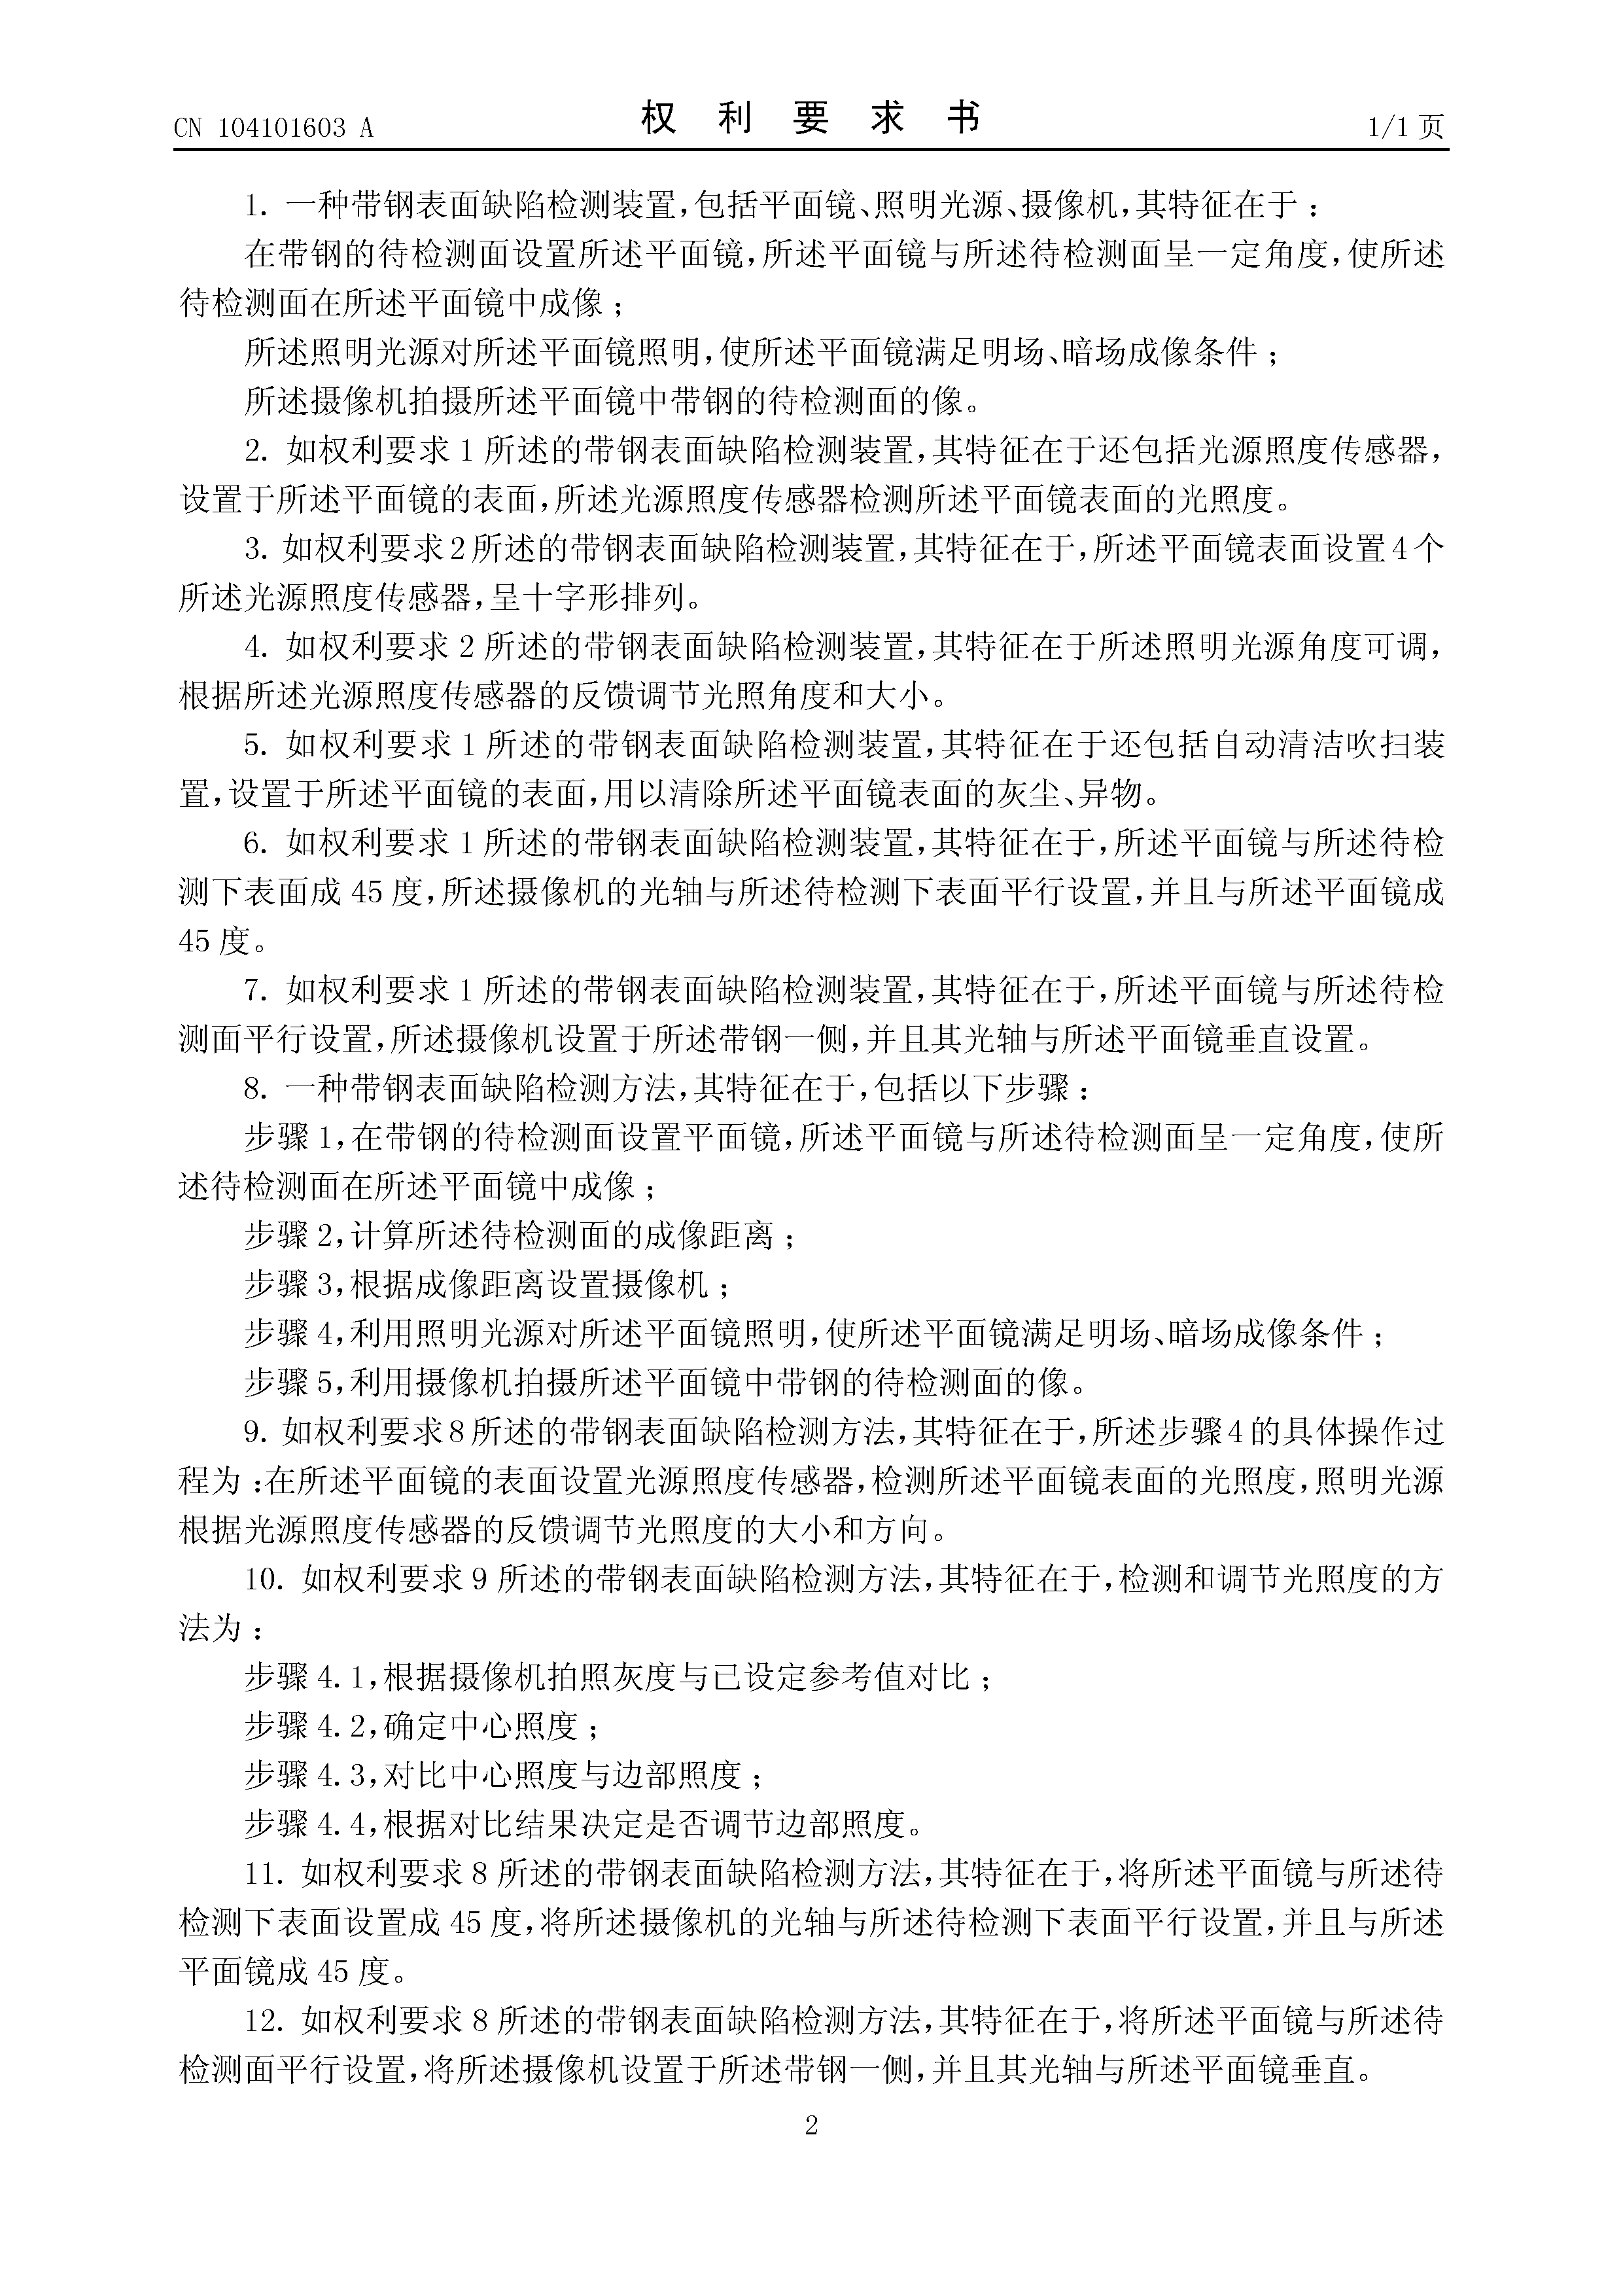 CN 104101603 A
权 利 要 求 书
1/1 页
1. 一种带钢表面缺陷检测装置,包括平面镜、照明光源、摄像机,其特征在于:
在带钢的待检测面设置所述平面镜,所述平面镜与所述待检测面呈一定角度,使所述
待检测面在所述平面镜中成像;
所述照明光源对所述平面镜照明,使所述平面镜满足明场、暗场成像条件;
所述摄像机拍摄所述平面镜中带钢的待检测面的像。
2. 如权利要求 1 所述的带钢表面缺陷检测装置,其特征在于还包括光源照度传感器,
设置于所述平面镜的表面,所述光源照度传感器检测所述平面镜表面的光照度。
3. 如权利要求 2 所述的带钢表面缺陷检测装置,其特征在于,所述平面镜表面设置 4 个
所述光源照度传感器,呈十字形排列。
4. 如权利要求 2 所述的带钢表面缺陷检测装置,其特征在于所述照明光源角度可调,
根据所述光源照度传感器的反馈调节光照角度和大小。
5. 如权利要求 1 所述的带钢表面缺陷检测装置,其特征在于还包括自动清洁吹扫装
置,设置于所述平面镜的表面,用以清除所述平面镜表面的灰尘、异物。
6. 如权利要求 1 所述的带钢表面缺陷检测装置,其特征在于,所述平面镜与所述待检
测下表面成 45 度,所述摄像机的光轴与所述待检测下表面平行设置,并且与所述平面镜成
45 度。
7. 如权利要求 1 所述的带钢表面缺陷检测装置,其特征在于,所述平面镜与所述待检
测面平行设置,所述摄像机设置于所述带钢一侧,并且其光轴与所述平面镜垂直设置。
8. 一种带钢表面缺陷检测方法,其特征在于,包括以下步骤:
步骤 1,在带钢的待检测面设置平面镜,所述平面镜与所述待检测面呈一定角度,使所
述待检测面在所述平面镜中成像;
步骤 2,计算所述待检测面的成像距离;
步骤 3,根据成像距离设置摄像机;
步骤 4,利用照明光源对所述平面镜照明,使所述平面镜满足明场、暗场成像条件;
步骤 5,利用摄像机拍摄所述平面镜中带钢的待检测面的像。
9. 如权利要求 8 所述的带钢表面缺陷检测方法,其特征在于,所述步骤 4 的具体操作过
程为:在所述平面镜的表面设置光源照度传感器,检测所述平面镜表面的光照度,照明光源
根据光源照度传感器的反馈调节光照度的大小和方向。
10. 如权利要求 9 所述的带钢表面缺陷检测方法,其特征在于,检测和调节光照度的方
法为:
步骤 4.1,根据摄像机拍照灰度与已设定参考值对比;
步骤 4.2,确定中心照度;
步骤 4.3,对比中心照度与边部照度;
步骤 4.4,根据对比结果决定是否调节边部照度。
11. 如权利要求 8 所述的带钢表面缺陷检测方法,其特征在于,将所述平面镜与所述待
检测下表面设置成 45 度,将所述摄像机的光轴与所述待检测下表面平行设置,并且与所述
平面镜成 45 度。
12. 如权利要求 8 所述的带钢表面缺陷检测方法,其特征在于,将所述平面镜与所述待
检测面平行设置,将所述摄像机设置于所述带钢一侧,并且其光轴与所述平面镜垂直。
2